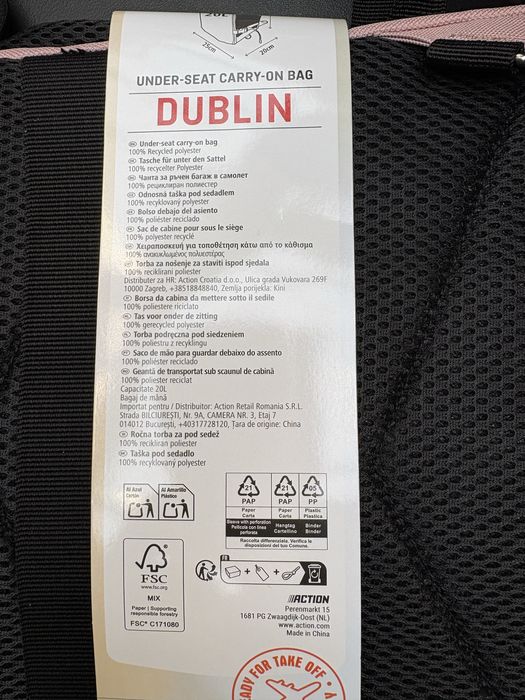 20L
25cm
20cm
UNDER-SEAT CARRY-ON BAG
DUBLIN
Under-seat carry-on bag
100% Recycled polyester
Tasche für unter den Sattel
100% recycelter Polyester
Чанта за ръчен багаж в самолет
100% рециклиран полиестер
Odnosná taška pod sedadlem
100% recyklovaný polyester
Bolso debajo del asiento
100% poliéster reciclado
Sac de cabine pour sous le siège
100% polyester recyclé
Χειραποσκευή για τοποθέτηση κάτω από το κάθισμα
100% ανακυκλωμένος πολυεστέρας
Torba za nošenje za staviti ispod sjedala
100% reciklirani poliester
Distributer za HR: Action Croatia d.o.o., Ulica grada Vukovara 269F
10000 Zagreb, +38518848840, Zemlja porijekla: Kini
Borsa da cabina da mettere sotto il sedile
100% poliestere riciclato
Tas voor onder de zitting
100% gerecycled polyester
Torba podręczna pod siedzeniem
100% poliestru z recyklingu
Saco de mão para guardar debaixo do assento
100% poliéster reciclado
Geantă de transportat sub scaunul de cabină
100% poliester reciclat
Capacitate 20L
Bagaj de mână
Importat pentru / Distribuitor: Action Retail Romania S.R.L.
Strada BILCIUREȘTI, Nr. 9A, CAMERA NR. 3, Etaj 7
014012 București, +40317728120, Țara de origine: China
Ročna torba za pod sedež
100% recikliran poliester
Taška pod sedadlo
100% recyklovaný polyester
Al Azul
Cartón
Al Amarillo
Plástico
21 21 05
PAP PAP PP
Paper
Carta
Paper
Carta
Plastic
Plastica
Sleeve with perforation
Pellicola con linea
perforata
Hangtag
Cartellino
Binder
Binder
Raccolta differenziata. Verifica le
disposizioni del tuo Comune.
FSC
www.fsc.org
MIX
Paper | Supporting
responsible forestry
FSC® C171080
FR
+ + +
ACTION
Perenmarkt 15
1681 PG Zwaagdijk-Oost (NL)
www.action.com
Made in China
READY FOR TAKE OFF